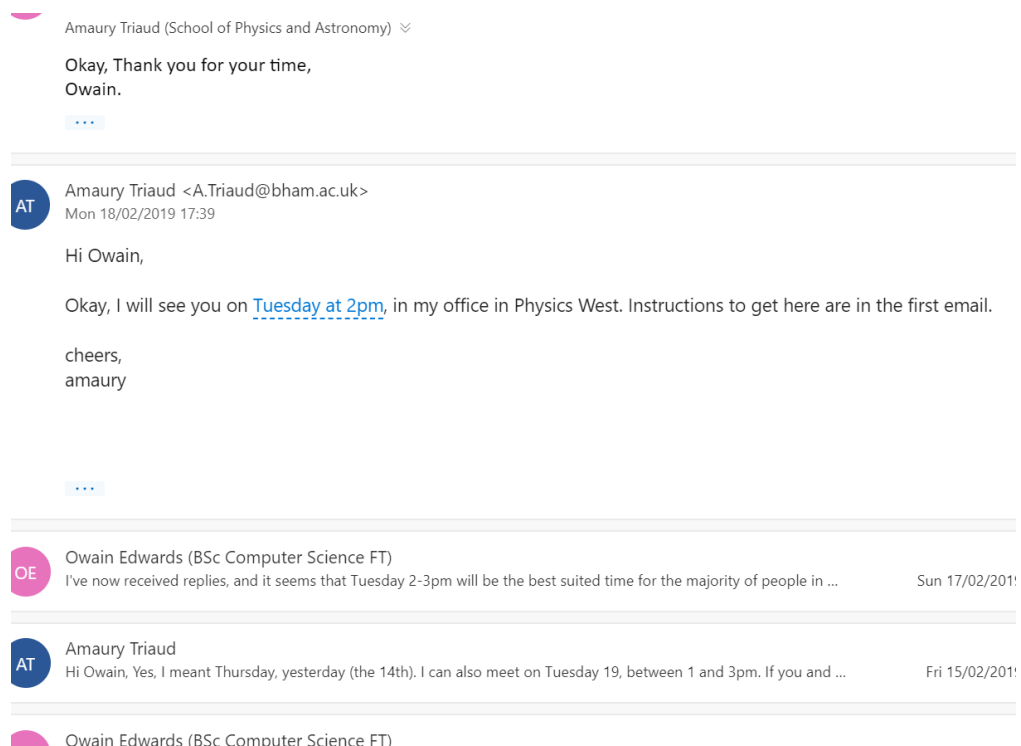 Amaury Triaud (School of Physics and Astronomy)
Okay, Thank you for your time,
Owain.
...
AT
Amaury Triaud <A.Triaud@bham.ac.uk>
Mon 18/02/2019 17:39
Hi Owain,
Okay, I will see you on Tuesday at 2pm, in my office in Physics West. Instructions to get here are in the first email.
cheers,
amaury
...
OE
Owain Edwards (BSc Computer Science FT)
I've now received replies, and it seems that Tuesday 2-3pm will be the best suited time for the majority of people in ... Sun 17/02/2019
AT
Amaury Triaud
Hi Owain, Yes, I meant Thursday, yesterday (the 14th). I can also meet on Tuesday 19, between 1 and 3pm. If you and ... Fri 15/02/2019
Owain Edwards (BSc Computer Science FT)